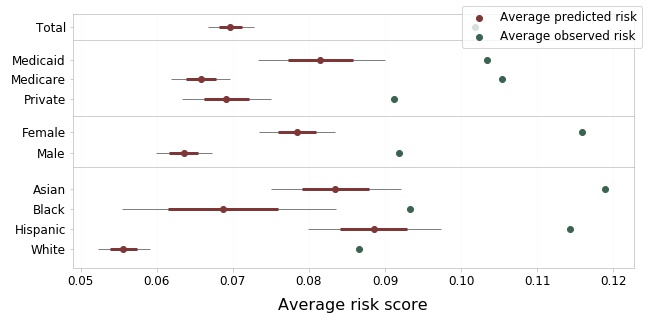 Average predicted risk
Average observed risk
Total
Medicaid
Medicare
Private
Female
Male
Asian
Black
Hispanic
White
0.05 0.06 0.07 0.08 0.09 0.10 0.11 0.12
Average risk score